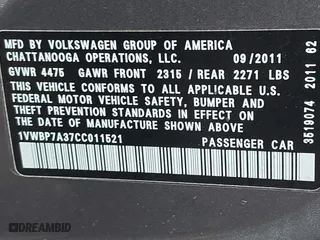 MFD BY VOLKSWAGEN GROUP OF AMERICA
CHATTANOOGA OPERATIONS, LLC. 09/2011
GVWR 4475 GAWR FRONT 2315 / REAR 2271 LBS
THIS VEHICLE CONFORMS TO ALL APPLICABLE
FEDERAL MOTOR VEHICLE SAFETY, BUMPER AND
THEFT PREVENTION STANDARDS IN EFFECT ON
THE DATE OF MANUFACTURE SHOWN ABOVE
1VWBP7A37CC011521 PASSENGER CAR
3519074 2011 62
DREAMBID